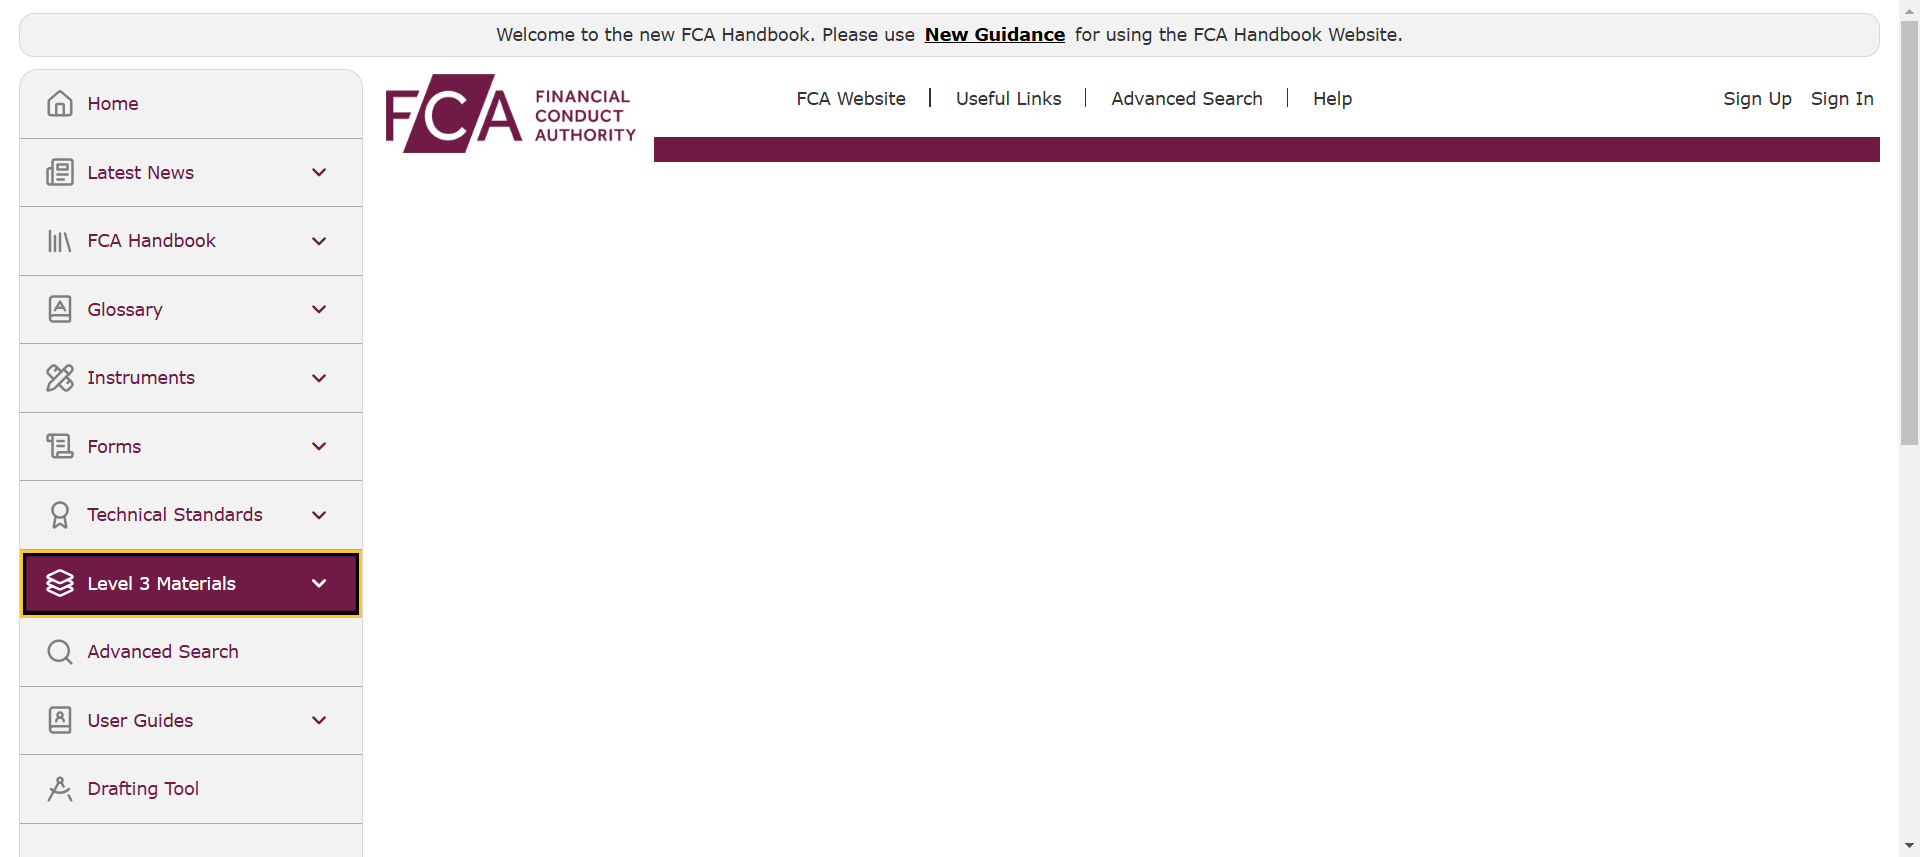 Welcome to the new FCA Handbook. Please use New Guidance for using the FCA Handbook Website.
Home
Latest News
FCA Handbook
Glossary
Instruments
Forms
Technical Standards
Level 3 Materials
Advanced Search
User Guides
Drafting Tool
FCA
FINANCIAL
CONDUCT
AUTHORITY
FCA Website
Useful Links
Advanced Search
Help
Sign Up
Sign In